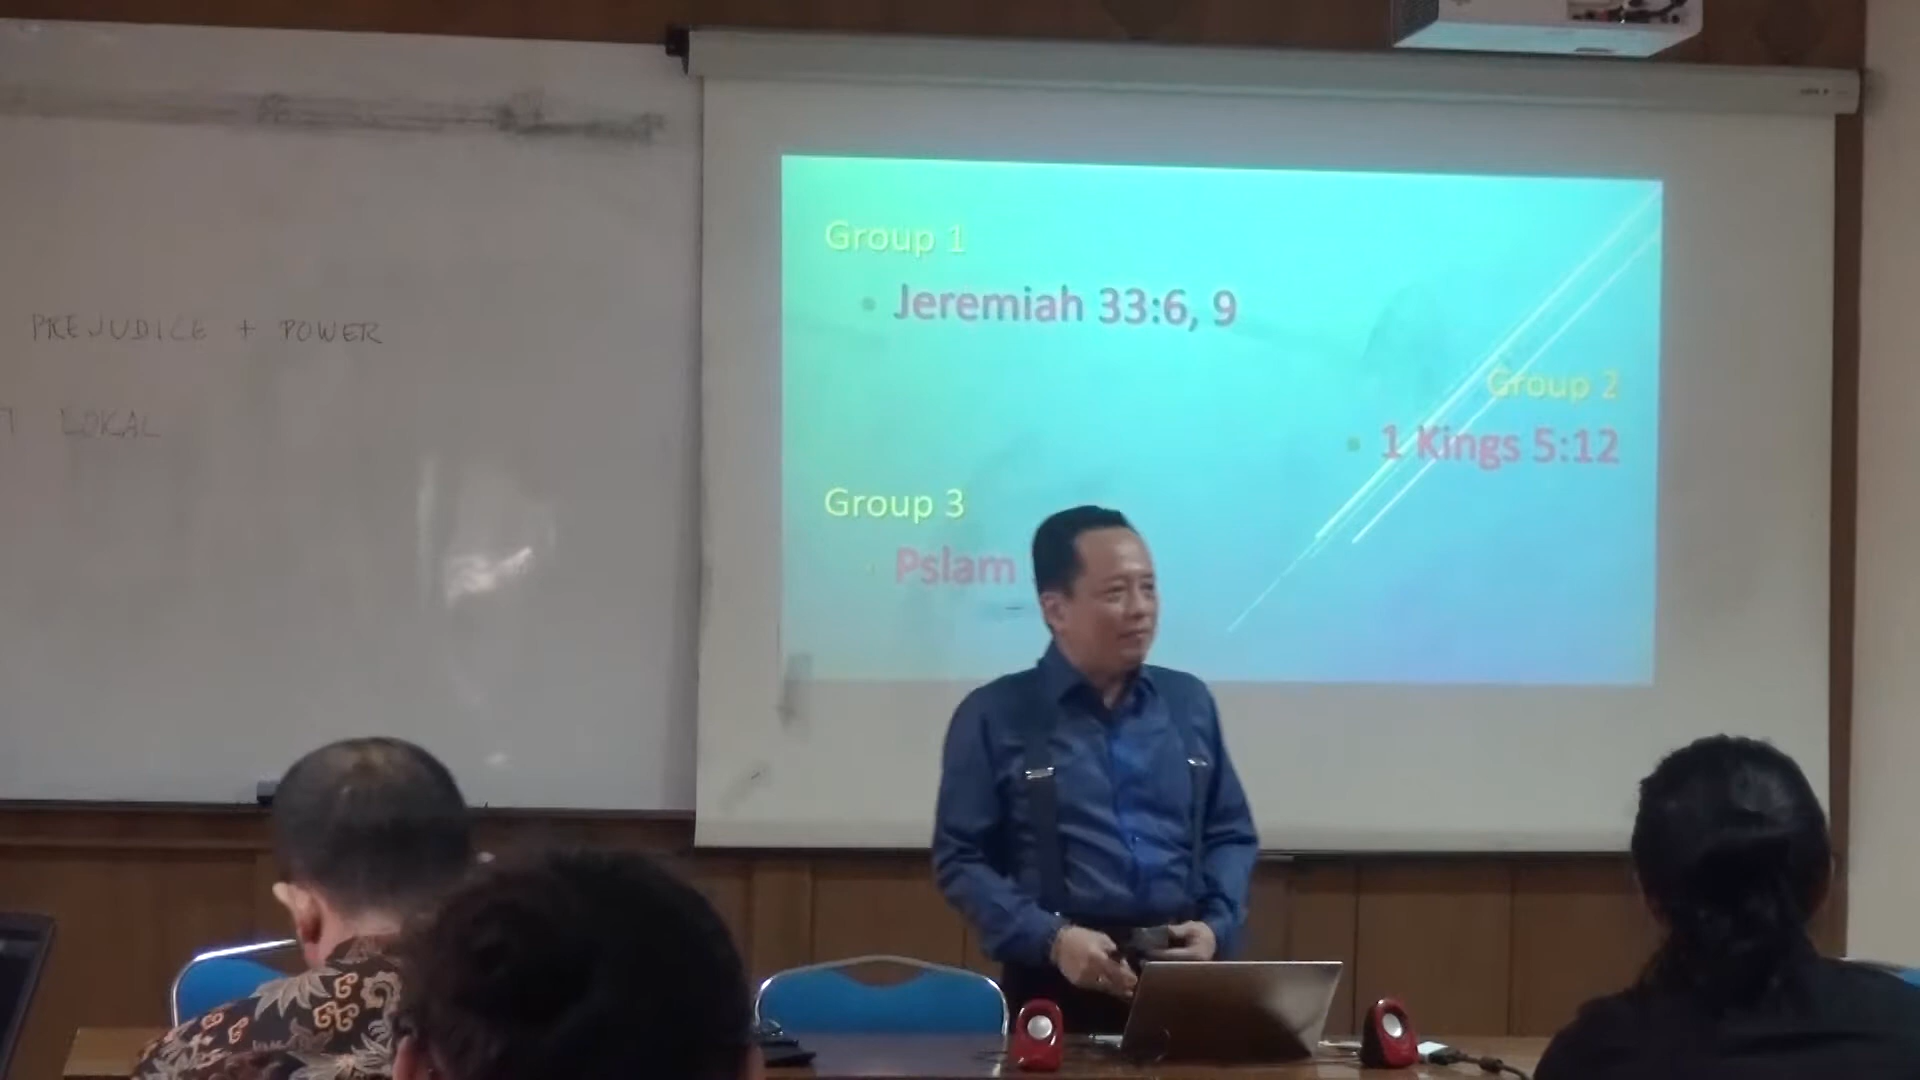 PREJUDICE + POWER
LOKAL
Group 1
• Jeremiah 33:6, 9
Group 2
• 1 Kings 5:12
Group 3
Pslam